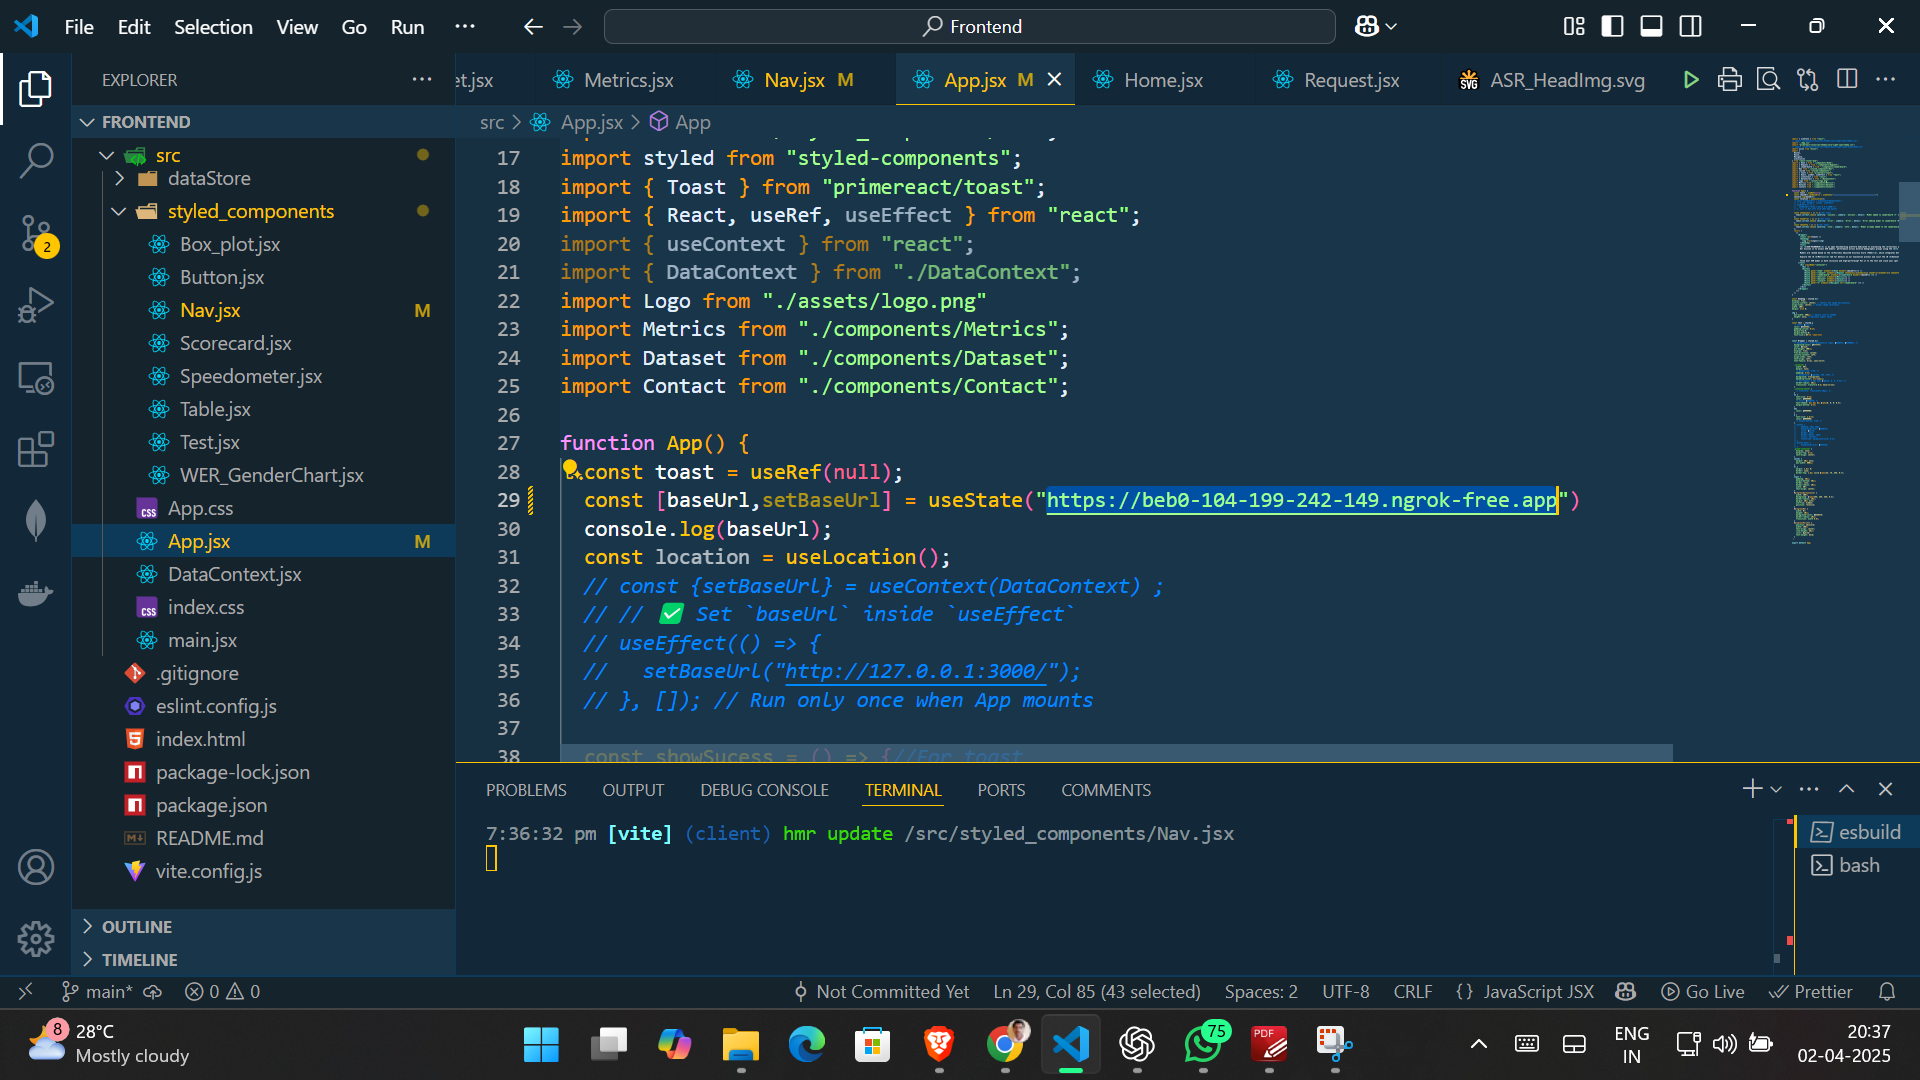 File Edit Selection View Go Run ··· Frontend
EXPLORER ···
et.jsx Metrics.jsx Nav.jsx M App.jsx M Home.jsx Request.jsx SVG ASR_HeadImg.svg
FRONTEND
src
dataStore
styled_components
Box_plot.jsx
Button.jsx
Nav.jsx M
Scorecard.jsx
Speedometer.jsx
Table.jsx
Test.jsx
WER_GenderChart.jsx
App.css
App.jsx M
DataContext.jsx
index.css
main.jsx
.gitignore
eslint.config.js
index.html
package-lock.json
package.json
README.md
vite.config.js
OUTLINE
TIMELINE
2
src > App.jsx > App
17 import styled from "styled-components";
18 import { Toast } from "primereact/toast";
19 import { React, useRef, useEffect } from "react";
20 import { useContext } from "react";
21 import { DataContext } from "./DataContext";
22 import Logo from "./assets/logo.png"
23 import Metrics from "./components/Metrics";
24 import Dataset from "./components/Dataset";
25 import Contact from "./components/Contact";
26
27 function App() {
28 const toast = useRef(null);
29 const [baseUrl,setBaseUrl] = useState("https://beb0-104-199-242-149.ngrok-free.app")
30 console.log(baseUrl);
31 const location = useLocation();
32 // const {setBaseUrl} = useContext(DataContext) ;
33 // // ✅ Set `baseUrl` inside `useEffect`
34 // useEffect(() => {
35 //   setBaseUrl("http://127.0.0.1:3000/");
36 // }, []); // Run only once when App mounts
37
38 const showSucess = () => {//For toast
PROBLEMS OUTPUT DEBUG CONSOLE TERMINAL PORTS COMMENTS
7:36:32 pm [vite] (client) hmr update /src/styled_components/Nav.jsx
esbuild
bash
main* 0 0 Not Committed Yet Ln 29, Col 85 (43 selected) Spaces: 2 UTF-8 CRLF {} JavaScript JSX Go Live Prettier
8 28°C
Mostly cloudy
75
PDF
ENG
IN
20:37
02-04-2025